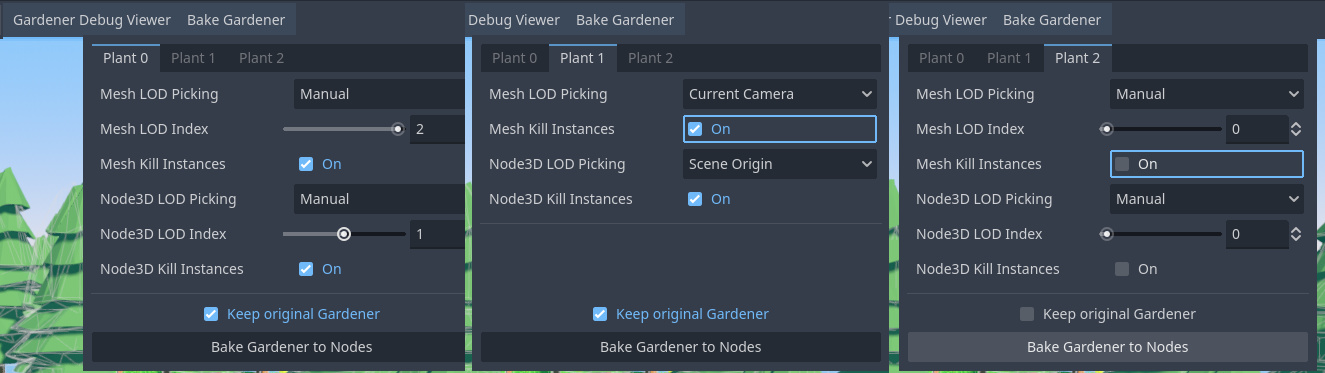 Gardener Debug Viewer Bake Gardener
Plant 0 Plant 1 Plant 2
Mesh LOD Picking Manual
Mesh LOD Index 2
Mesh Kill Instances On
Node3D LOD Picking Manual
Node3D LOD Index 1
Node3D Kill Instances On
Keep original Gardener
Bake Gardener to Nodes
Debug Viewer Bake Gardener
Plant 0 Plant 1 Plant 2
Mesh LOD Picking Current Camera
Mesh Kill Instances On
Node3D LOD Picking Scene Origin
Node3D Kill Instances On
Keep original Gardener
Bake Gardener to Nodes
r Debug Viewer Bake Gardener
Plant 0 Plant 1 Plant 2
Mesh LOD Picking Manual
Mesh LOD Index 0
Mesh Kill Instances On
Node3D LOD Picking Manual
Node3D LOD Index 0
Node3D Kill Instances On
Keep original Gardener
Bake Gardener to Nodes